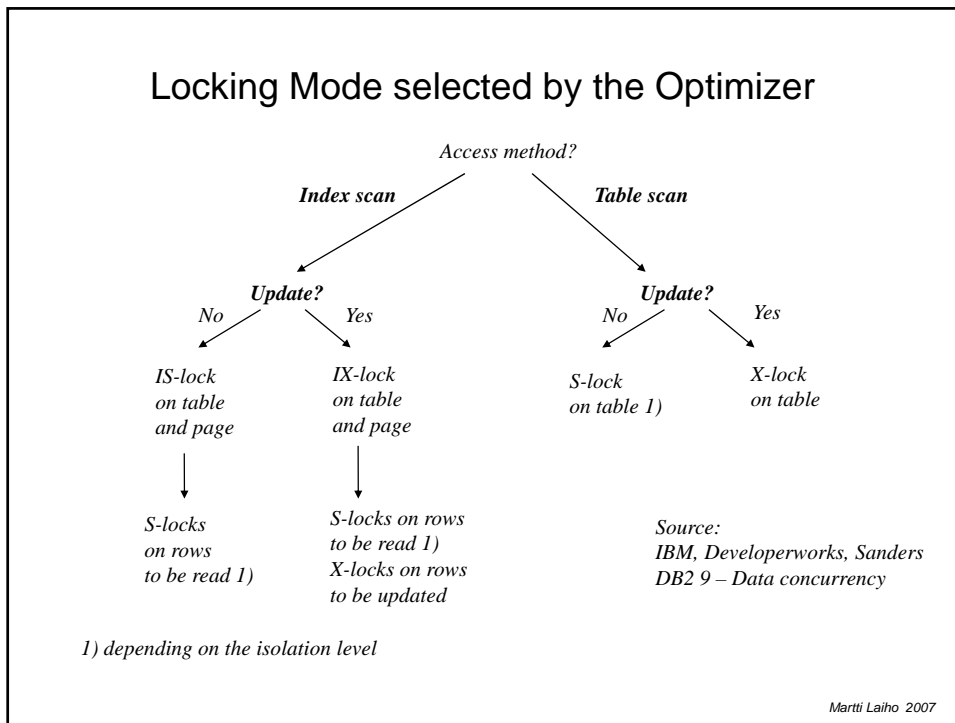 Locking Mode selected by the Optimizer
Access method?
Index scan
Table scan
Update?
Update?
No
Yes
No
Yes
IS-lock
on table
and page
IX-lock
on table
and page
S-lock
on table 1)
X-lock
on table
S-locks
on rows
to be read 1)
S-locks on rows
to be read 1)
X-locks on rows
to be updated
Source:
IBM, Developerworks, Sanders
DB2 9 – Data concurrency
1) depending on the isolation level
Martti Laiho 2007